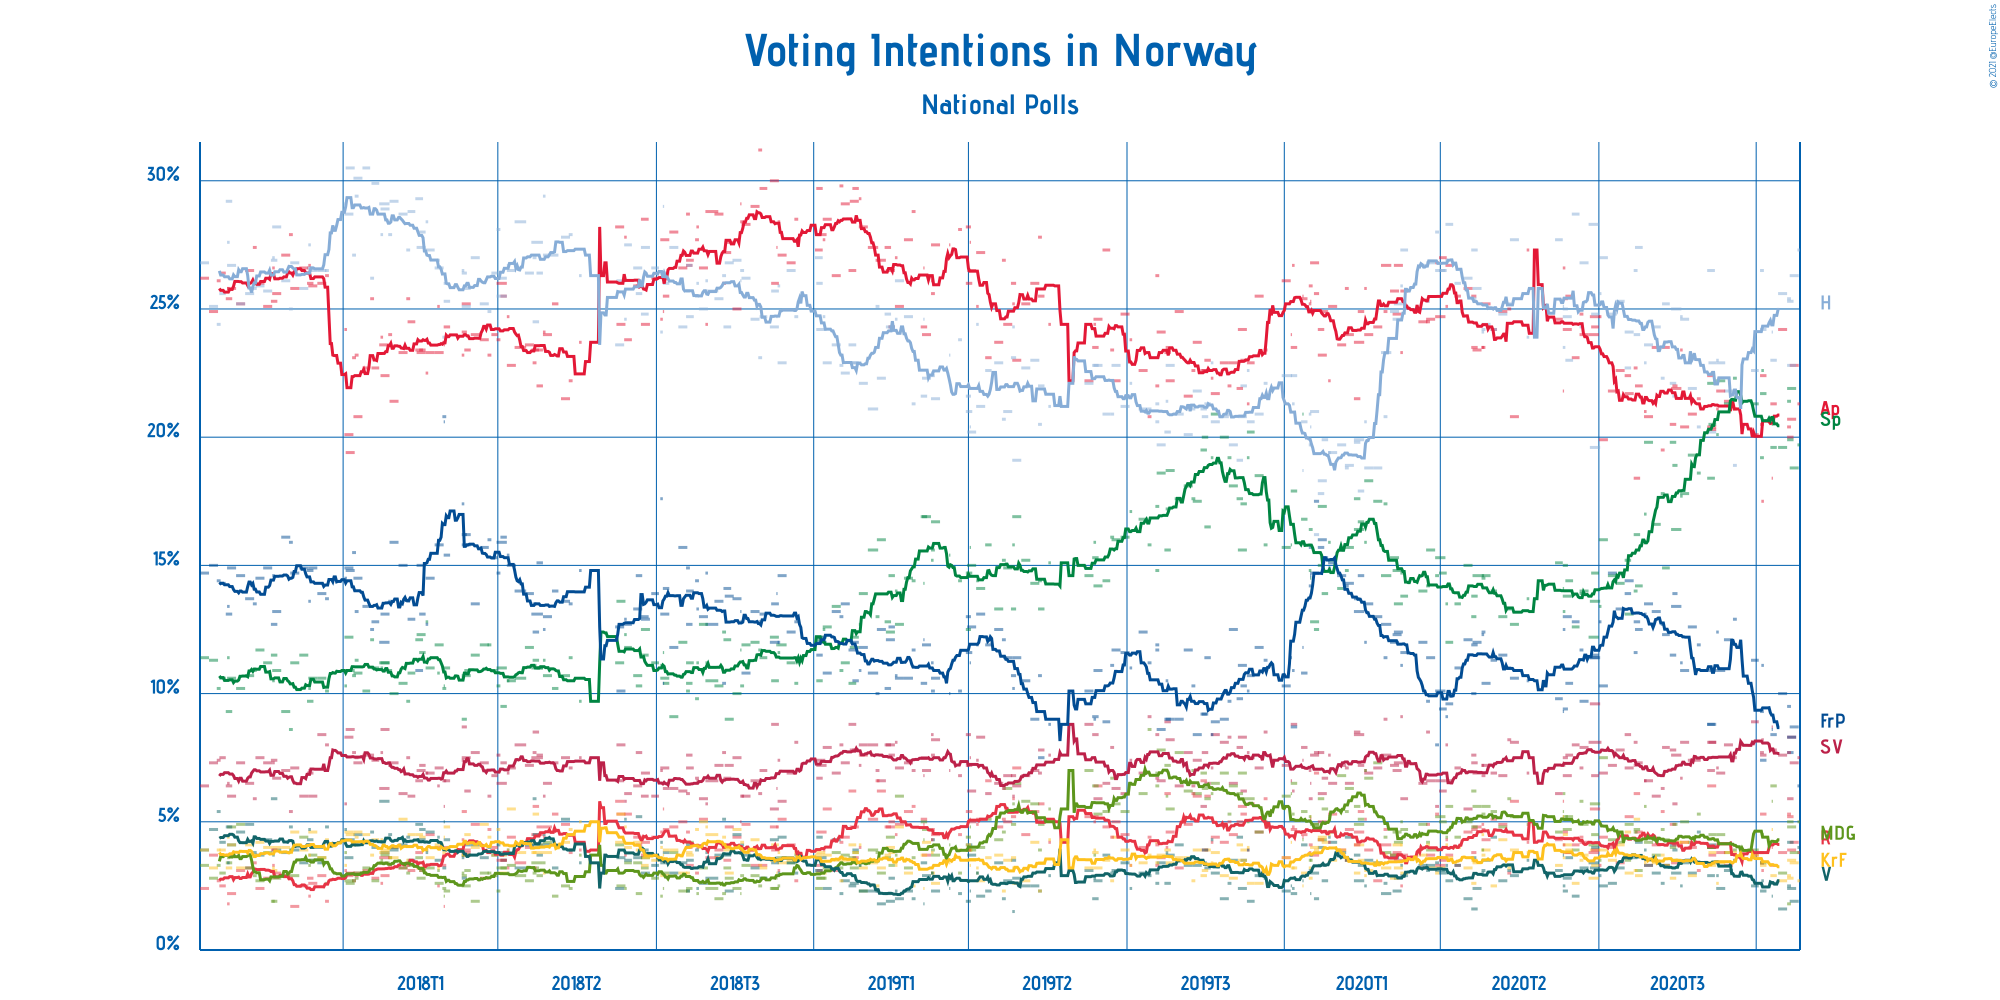 Voting Intentions in Norway
National Polls
© 2021 @EuropeElects
30%
25%
20%
15%
10%
5%
0%
H
Ap
Sp
FrP
SV
MDG
R
KrF
V
2018T1 2018T2 2018T3 2019T1 2019T2 2019T3 2020T1 2020T2 2020T3